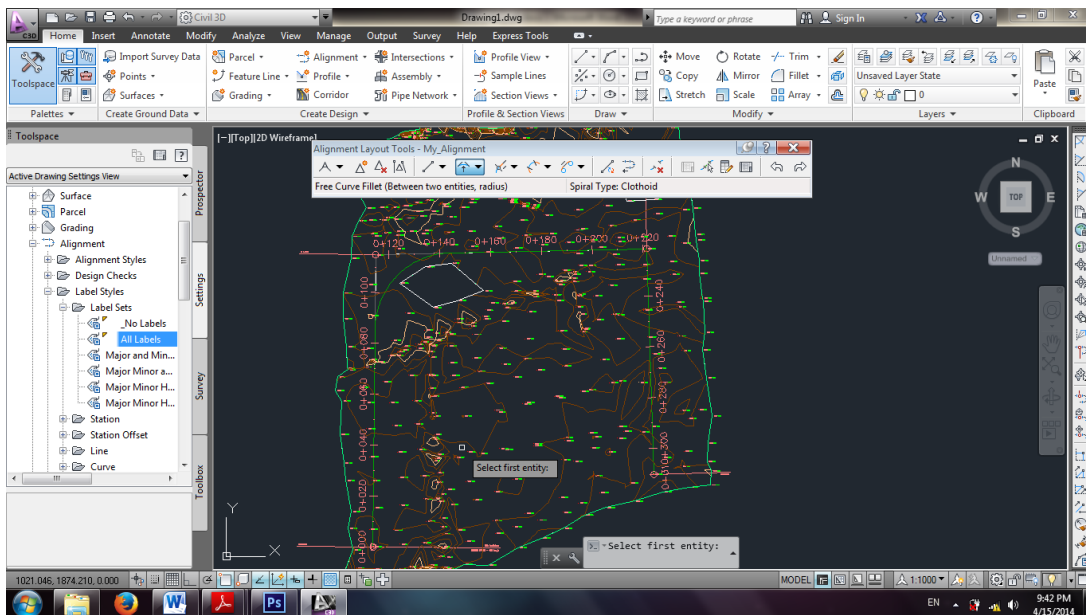 Civil 3D
Drawing1.dwg
Type a keyword or phrase
Sign In
C3D
Home Insert Annotate Modify Analyze View Manage Output Survey Help Express Tools
Toolspace
Import Survey Data
Points
Surfaces
Parcel
Feature Line
Grading
Alignment
Profile
Corridor
Intersections
Assembly
Pipe Network
Profile View
Sample Lines
Section Views
Move
Copy
Stretch
Rotate
Mirror
Scale
Trim
Fillet
Array
Unsaved Layer State
0
Paste
Palettes Create Ground Data Create Design Profile & Section Views Draw Modify Layers Clipboard
Toolspace
Active Drawing Settings View
Surface
Parcel
Grading
Alignment
Alignment Styles
Design Checks
Label Styles
Label Sets
_No Labels
All Labels
Major and Min...
Major Minor a...
Major Minor H...
Major Minor H...
Station
Station Offset
Line
Curve
Prospector
Settings
Survey
Toolbox
[−][Top][2D Wireframe]
Alignment Layout Tools - My_Alignment
Free Curve Fillet (Between two entities, radius)
Spiral Type: Clothoid
N
W TOP E
S
Unnamed
0+120 0+140 0+160 0+180 0+200 0+220
0+100
0+080
0+060
0+040
0+020
0+000
0+240
0+260
0+280
0+300
Select first entity:
Y
X
Select first entity:
1021.046, 1874.210, 0.000
MODEL
1:1000
EN
9:42 PM
4/15/2014
Ps
W